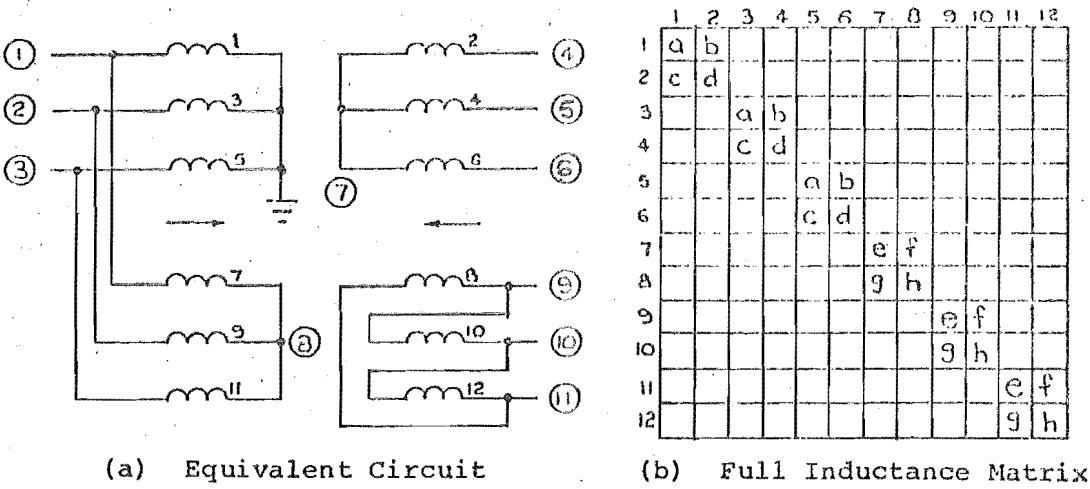 ① 1 2 ④
② 3 4 ⑤
③ 5 6 ⑥
⑦
7 8 ⑨
9 ⑧ 10 ⑩
11 12 ⑪
(a) Equivalent Circuit
1 2 3 4 5 6 7 8 9 10 11 12
1 a b
2 c d
3 a b
4 c d
5 a b
6 c d
7 e f
8 g h
9 e f
10 g h
11 e f
12 g h
(b) Full Inductance Matrix